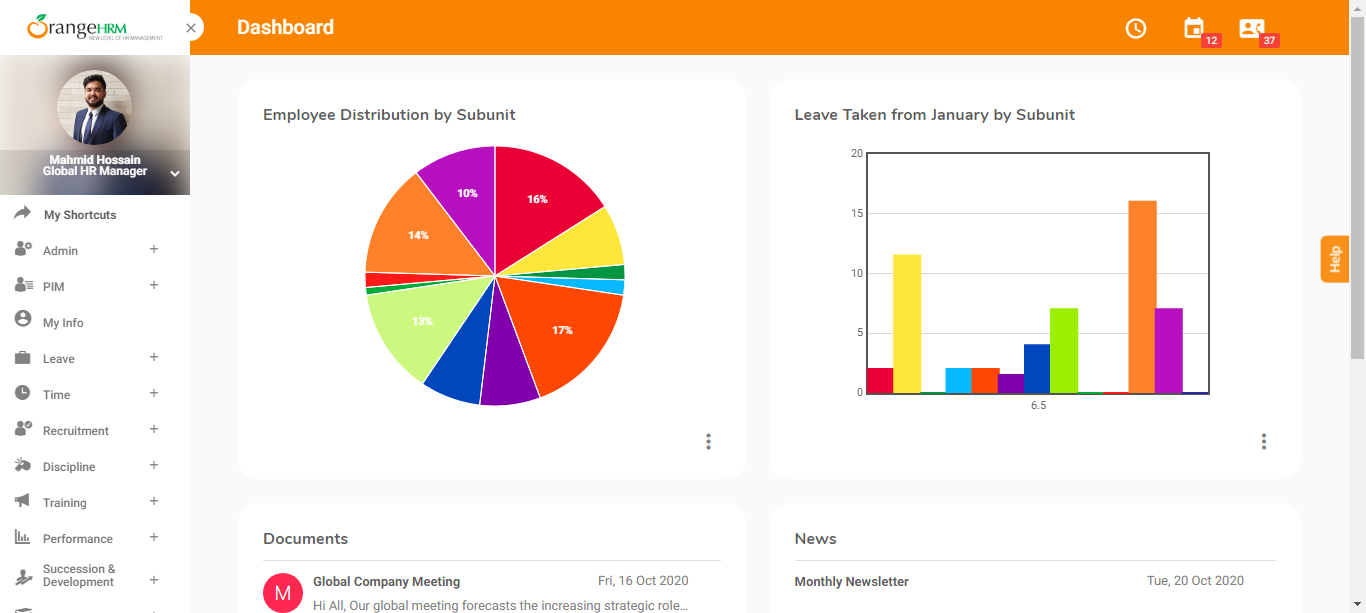 OrangeHRM
NEW LEVEL OF HR MANAGEMENT
Dashboard
12
37
Mahmid Hossain
Global HR Manager
My Shortcuts
Admin
PIM
My Info
Leave
Time
Recruitment
Discipline
Training
Performance
Succession &
Development
Employee Distribution by Subunit
16%
17%
13%
14%
10%
Leave Taken from January by Subunit
20
15
10
5
0
6.5
Help
Documents
M
Global Company Meeting
Fri, 16 Oct 2020
Hi All, Our global meeting forecasts the increasing strategic role...
News
Monthly Newsletter
Tue, 20 Oct 2020